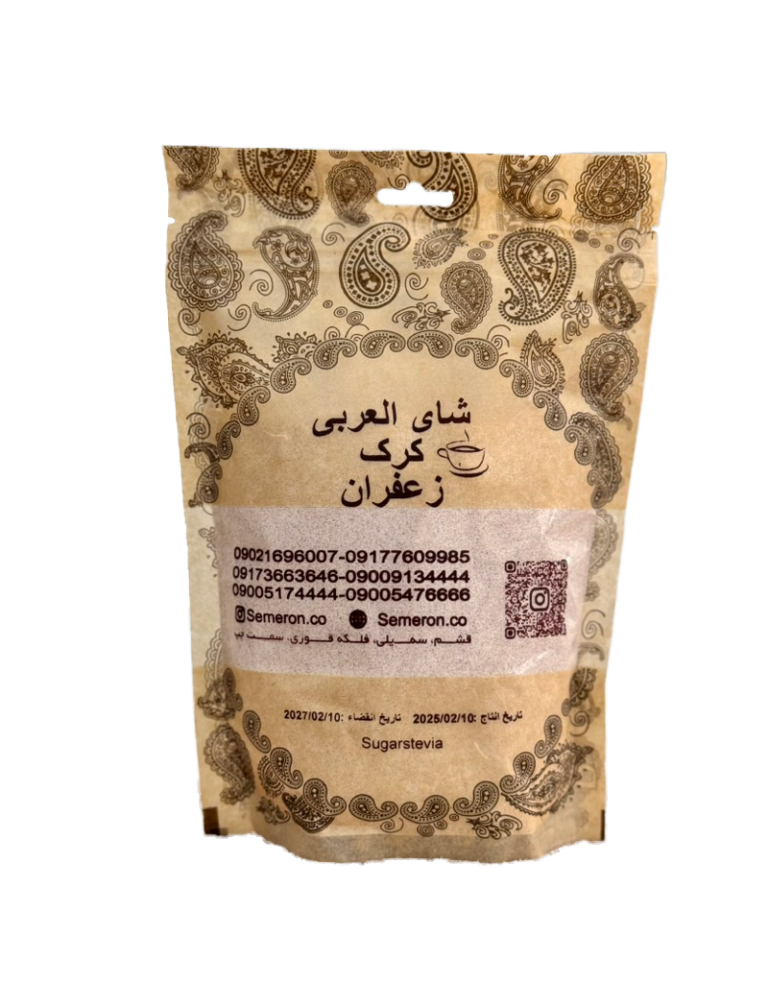 شای العربی
کرک
زعفران
09021696007-09177609985
09173663646-09009134444
09005174444-09005476666
Semeron.co Semeron.co
قشم، سهیلی، فلکه قوری، سمت چپ
تاریخ انتاج :2025/02/10 تاریخ انقضاء :2027/02/10
Sugarstevia